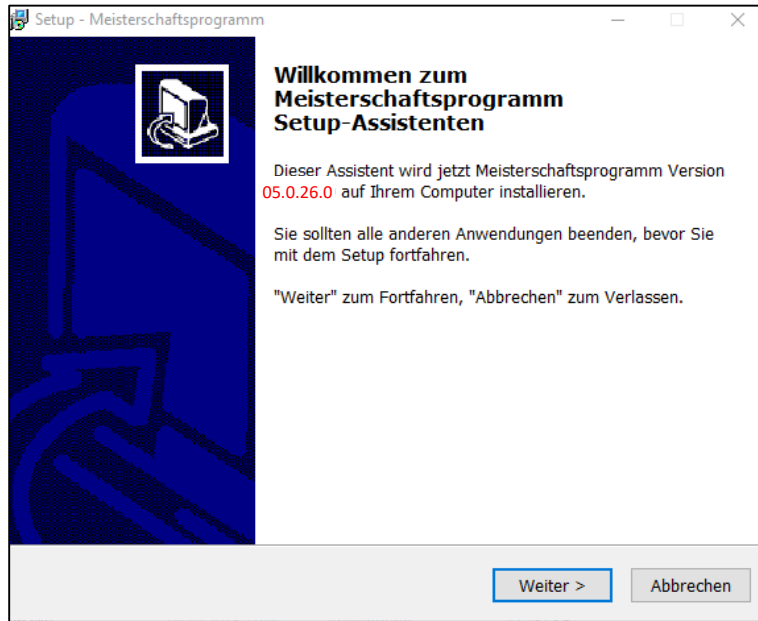 Setup - Meisterschaftsprogramm
Willkommen zum
Meisterschaftsprogramm
Setup-Assistenten
Dieser Assistent wird jetzt Meisterschaftsprogramm Version
05.0.26.0 auf Ihrem Computer installieren.
Sie sollten alle anderen Anwendungen beenden, bevor Sie
mit dem Setup fortfahren.
"Weiter" zum Fortfahren, "Abbrechen" zum Verlassen.
Weiter > Abbrechen